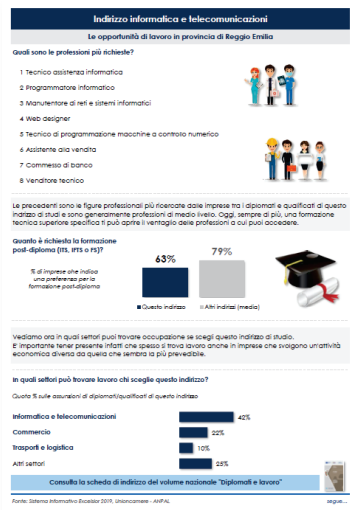 Indirizzo informatica e telecomunicazioni
Le opportunità di lavoro in provincia di Reggio Emilia
Quali sono le professioni più richieste?
1 Tecnico assistenza informatica
2 Programmatore informatico
3 Manutentore di reti e sistemi informatici
4 Web designer
5 Tecnico di programmazione macchine a controllo numerico
6 Assistente alla vendita
7 Commesso di banco
8 Venditore tecnico
Le precedenti sono le figure professionali più ricercate dalle imprese tra i diplomati e qualificati di questo
indirizzo di studi e sono generalmente professioni di medio livello. Oggi, sempre di più, una formazione
tecnica superiore specifica ti può aprire il ventaglio delle professioni a cui puoi accedere.
Quanto è richiesta la formazione
post-diploma (ITS, IFTS o FS)?
% di imprese che indica
una preferenza per la
formazione post-diploma
63%
79%
Questo indirizzo
Altri indirizzi (media)
Vediamo ora in quali settori puoi trovare occupazione se scegli questo indirizzo di studio.
E' importante tener presente infatti che spesso si trova lavoro anche in imprese che svolgono un'attività
economica diversa da quella che sembra la più prevedibile.
In quali settori può trovare lavoro chi sceglie questo indirizzo?
Quota % sulle assunzioni di diplomati/qualificati di questo indirizzo
Informatica e telecomunicazioni 42%
Commercio 22%
Trasporti e logistica 10%
Altri settori 25%
Consulta la scheda di indirizzo del volume nazionale "Diplomati e lavoro"
Fonte: Sistema Informativo Excelsior 2019, Unioncamere - ANPAL
segue...